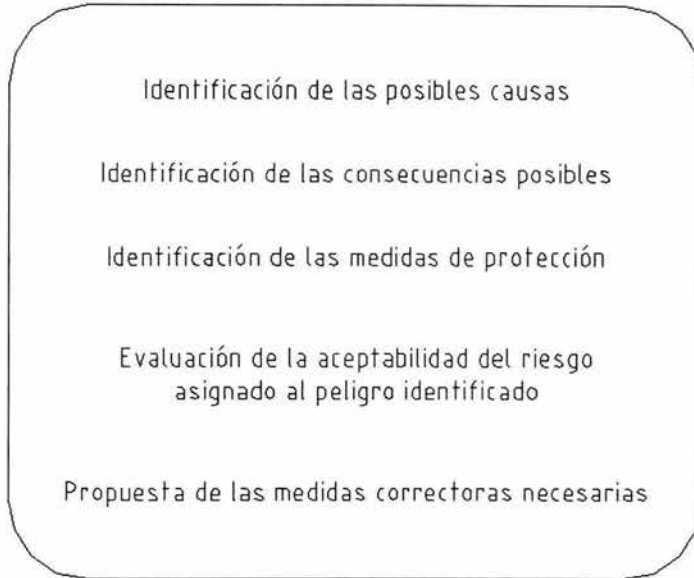 Identificación de las posibles causas
Identificación de las consecuencias posibles
Identificación de las medidas de protección
Evaluación de la aceptabilidad del riesgo
asignado al peligro identificado
Propuesta de las medidas correctoras necesarias